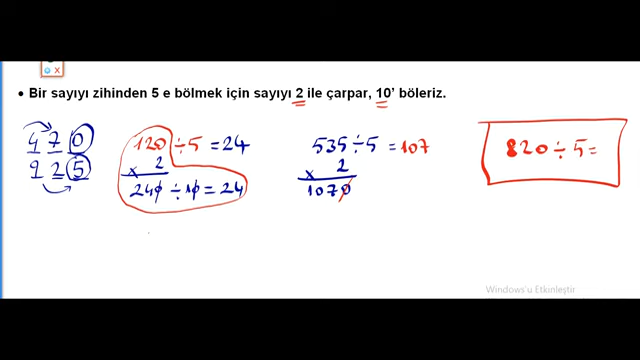 • Bir sayıyı zihinden 5 e bölmek için sayıyı 2 ile çarpar, 10' böleriz.
470
925
120 ÷ 5 = 24
x 2
240 ÷ 10 = 24
535 ÷ 5 = 107
x 2
1070
820 ÷ 5 =
Windows'u Etkinleştir